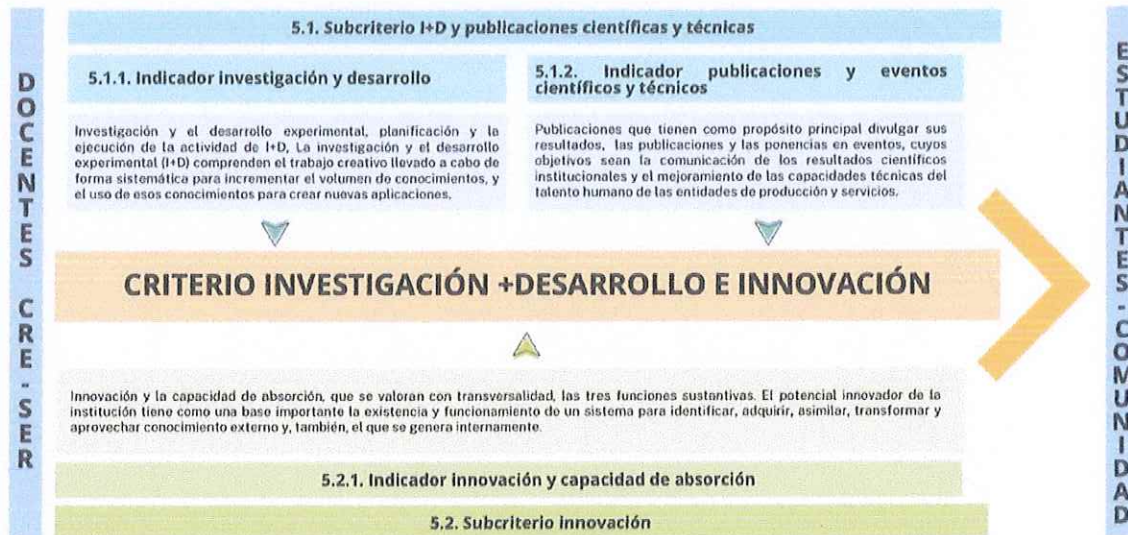 DOCENTES CRE-SER
5.1. Subcriterio I+D y publicaciones científicas y técnicas
5.1.1. Indicador investigación y desarrollo
Investigación y el desarrollo experimental, planificación y la
ejecución de la actividad de I+D, La investigación y el desarrollo
experimental (I+D) comprenden el trabajo creativo llevado a cabo de
forma sistemática para incrementar el volumen de conocimientos, y
el uso de esos conocimientos para crear nuevas aplicaciones.
5.1.2. Indicador publicaciones y eventos
científicos y técnicos
Publicaciones que tienen como propósito principal divulgar sus
resultados, las publicaciones y las ponencias en eventos, cuyos
objetivos sean la comunicación de los resultados científicos
institucionales y el mejoramiento de las capacidades técnicas del
talento humano de las entidades de producción y servicios.
CRITERIO INVESTIGACIÓN +DESARROLLO E INNOVACIÓN
Innovación y la capacidad de absorción, que se valoran con transversalidad, las tres funciones sustantivas. El potencial innovador de la
institución tiene como una base importante la existencia y funcionamiento de un sistema para identificar, adquirir, asimilar, transformar y
aprovechar conocimiento externo y, también, el que se genera internamente.
5.2.1. Indicador innovación y capacidad de absorción
5.2. Subcriterio innovación
ESTUDIANTES-COMUNIDAD